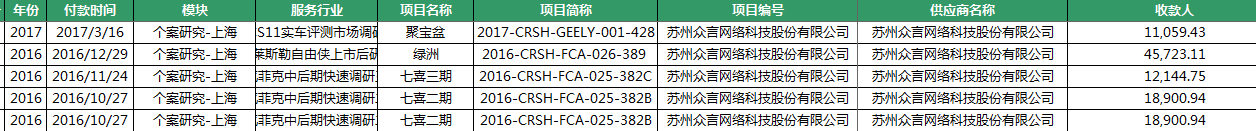 年份 付款时间 模块 服务行业 项目名称 项目简称 项目编号 供应商名称 收款人
2017 2017/3/16 个案研究-上海 S11实车评测市场调研 聚宝盆 2017-CRSH-GEELY-001-428 苏州众言网络科技股份有限公司 苏州众言网络科技股份有限公司 11,059.43
2016 2016/12/29 个案研究-上海 莱斯勒自由侠上市后研 绿洲 2016-CRSH-FCA-026-389 苏州众言网络科技股份有限公司 苏州众言网络科技股份有限公司 45,723.11
2016 2016/11/24 个案研究-上海 菲克中后期快速调研 七喜三期 2016-CRSH-FCA-025-382C 苏州众言网络科技股份有限公司 苏州众言网络科技股份有限公司 12,144.75
2016 2016/10/27 个案研究-上海 菲克中后期快速调研 七喜二期 2016-CRSH-FCA-025-382B 苏州众言网络科技股份有限公司 苏州众言网络科技股份有限公司 18,900.94
2016 2016/10/27 个案研究-上海 菲克中后期快速调研 七喜二期 2016-CRSH-FCA-025-382B 苏州众言网络科技股份有限公司 苏州众言网络科技股份有限公司 18,900.94